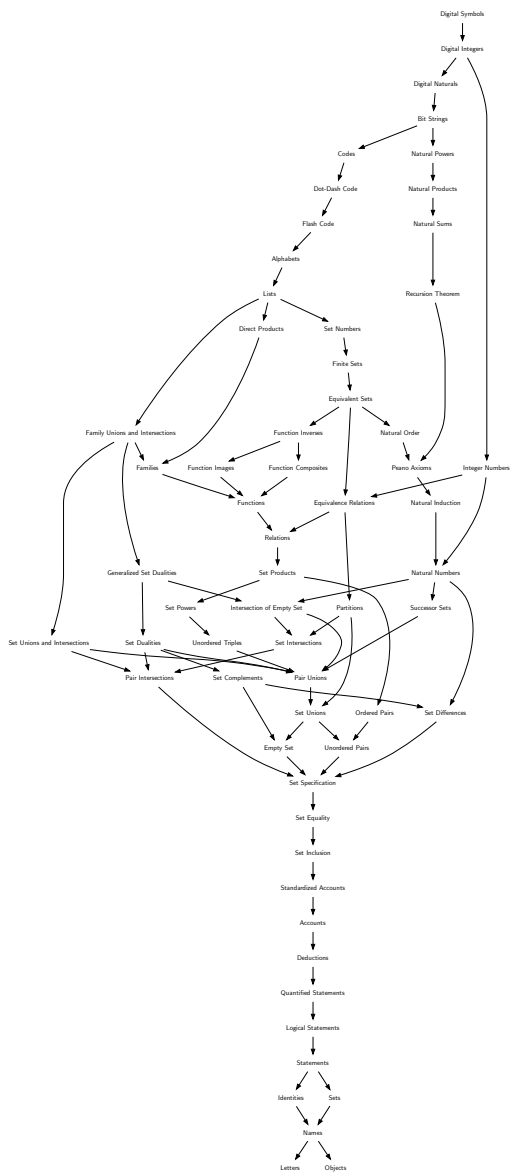 Digital Symbols
Digital Integers
Digital Naturals
Bit Strings
Codes
Natural Powers
Dot-Dash Code
Natural Products
Flash Code
Natural Sums
Alphabets
Lists
Recursion Theorem
Direct Products
Set Numbers
Finite Sets
Equivalent Sets
Family Unions and Intersections
Function Inverses
Natural Order
Families
Function Images
Function Composites
Peano Axioms
Integer Numbers
Functions
Equivalence Relations
Natural Induction
Relations
Generalized Set Dualities
Set Products
Natural Numbers
Set Powers
Intersection of Empty Set
Partitions
Successor Sets
Set Unions and Intersections
Set Dualities
Unordered Triples
Set Intersections
Pair Intersections
Set Complements
Pair Unions
Set Unions
Ordered Pairs
Set Differences
Empty Set
Unordered Pairs
Set Specification
Set Equality
Set Inclusion
Standardized Accounts
Accounts
Deductions
Quantified Statements
Logical Statements
Statements
Identities
Sets
Names
Letters
Objects